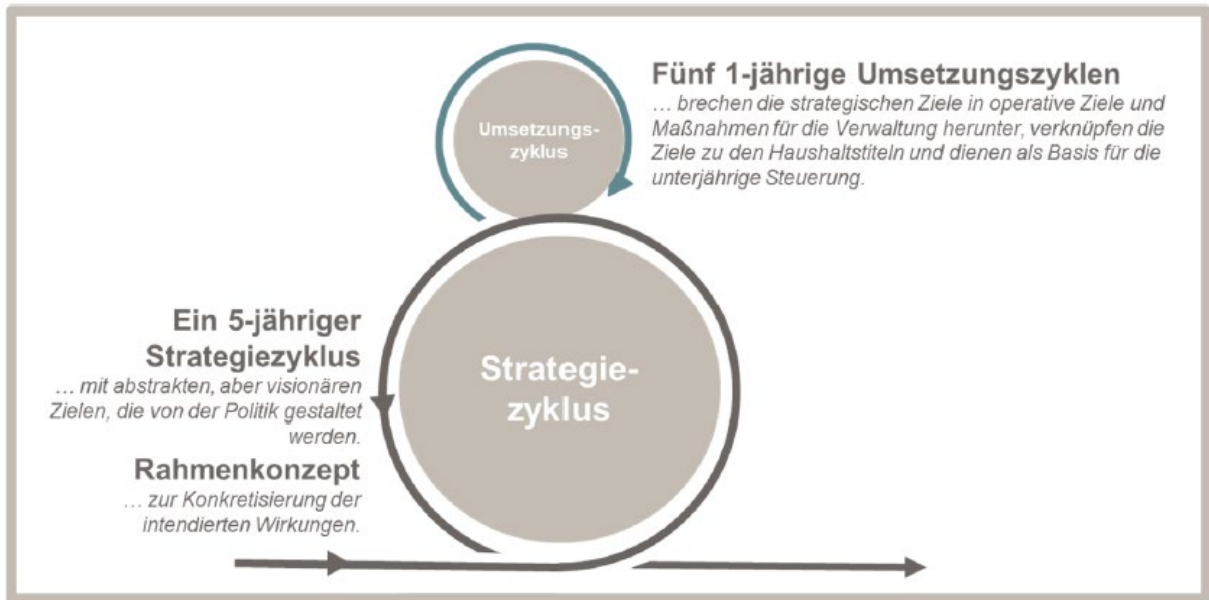 Umsetzungs-
zyklus
Fünf 1-jährige Umsetzungszyklen
… brechen die strategischen Ziele in operative Ziele und
Maßnahmen für die Verwaltung herunter, verknüpfen die
Ziele zu den Haushaltstiteln und dienen als Basis für die
unterjährige Steuerung.
Ein 5-jähriger
Strategiezyklus
… mit abstrakten, aber visionären
Zielen, die von der Politik gestaltet
werden.
Rahmenkonzept
… zur Konkretisierung der
intendierten Wirkungen.
Strategie-
zyklus